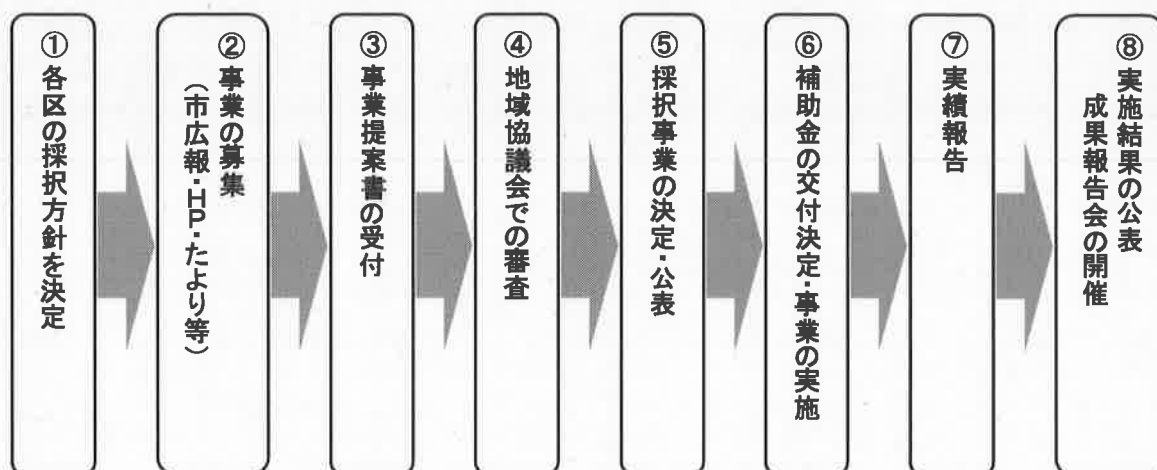 ①各区の採択方針を決定
②事業の募集
(市広報・HP・たより等)
③事業提案書の受付
④地域協議会での審査
⑤採択事業の決定・公表
⑥補助金の交付決定・事業の実施
⑦実績報告
⑧実施結果の公表
成果報告会の開催